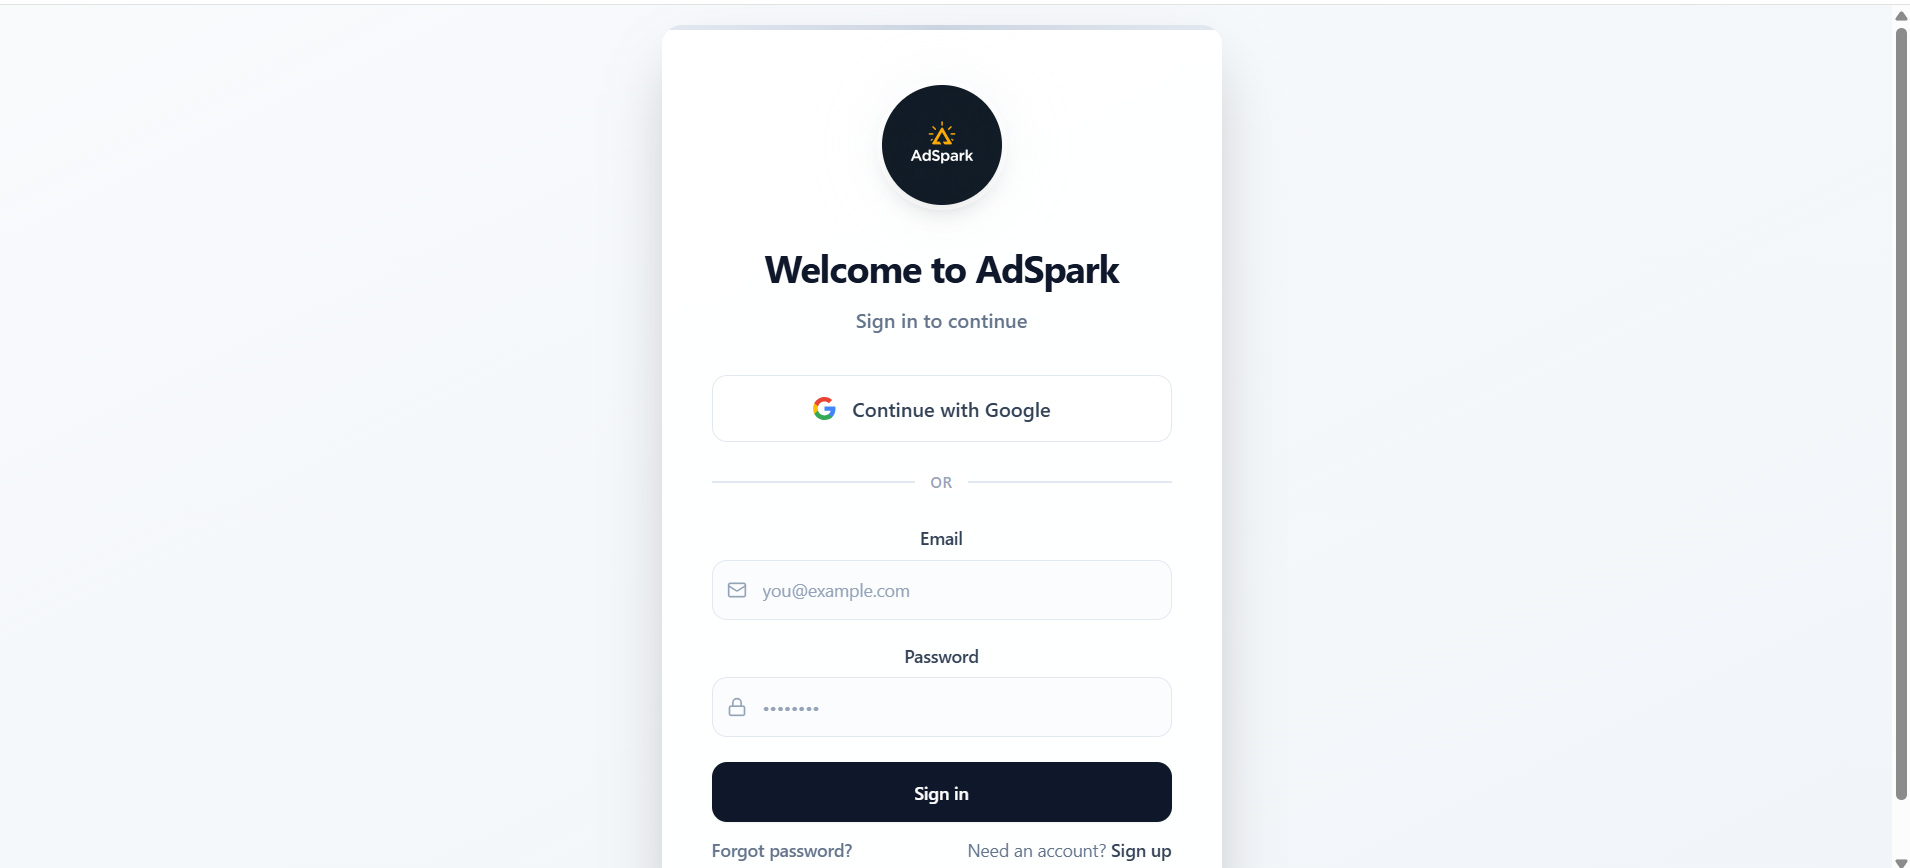 AdSpark
Welcome to AdSpark
Sign in to continue
Continue with Google
OR
Email
you@example.com
Password
••••••••
Sign in
Forgot password? Need an account? Sign up